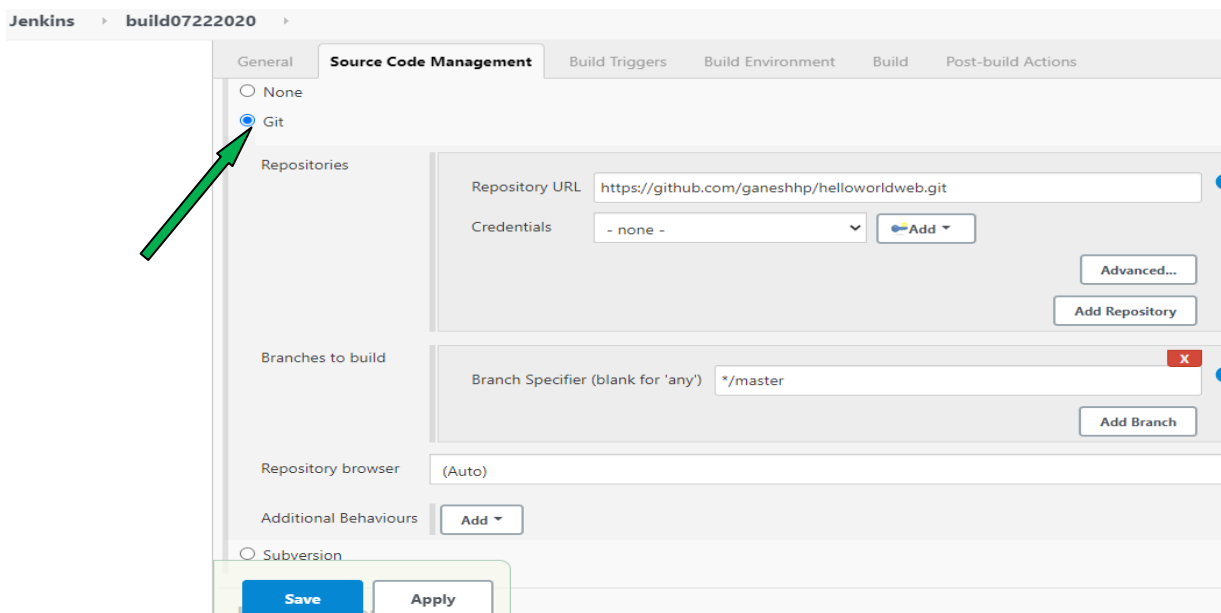 Jenkins build07222020
General Source Code Management Build Triggers Build Environment Build Post-build Actions
None
Git
Repositories
Repository URL https://github.com/ganeshhp/helloworldweb.git
Credentials - none - Add
Advanced...
Add Repository
Branches to build
X
Branch Specifier (blank for 'any') */master
Add Branch
Repository browser (Auto)
Additional Behaviours Add
Subversion
Save Apply